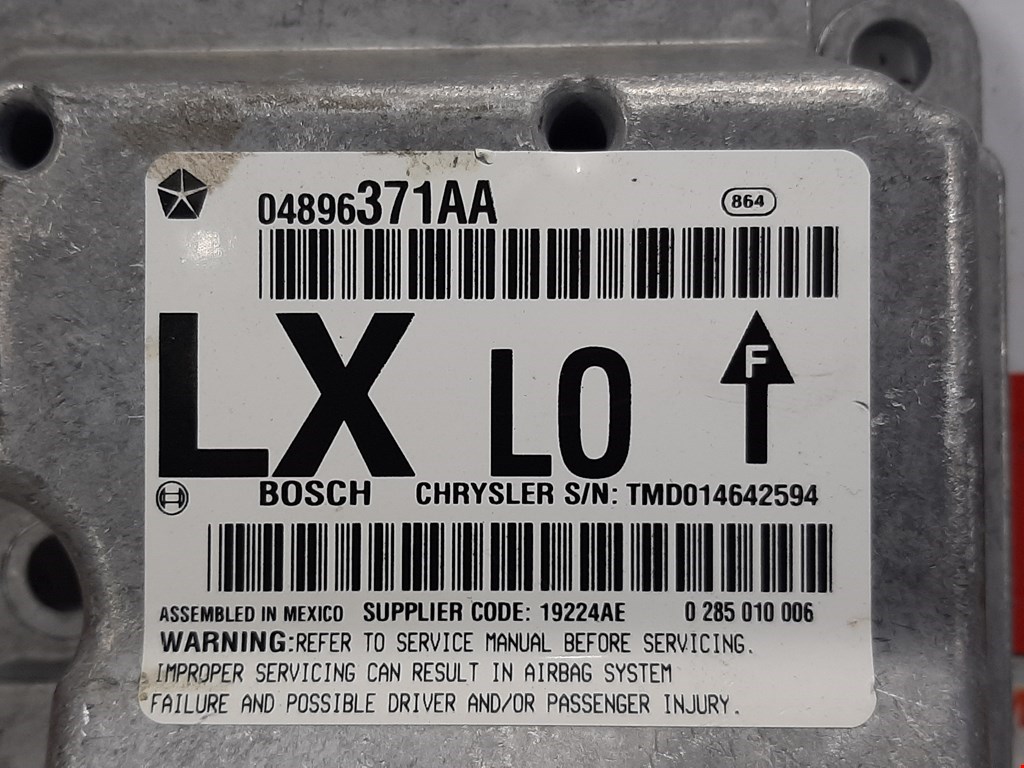 04896371AA 864
LX LO F
BOSCH CHRYSLER S/N: TMD014642594
ASSEMBLED IN MEXICO SUPPLIER CODE: 19224AE 0 285 010 006
WARNING:REFER TO SERVICE MANUAL BEFORE SERVICING.
IMPROPER SERVICING CAN RESULT IN AIRBAG SYSTEM
FAILURE AND POSSIBLE DRIVER AND/OR PASSENGER INJURY.